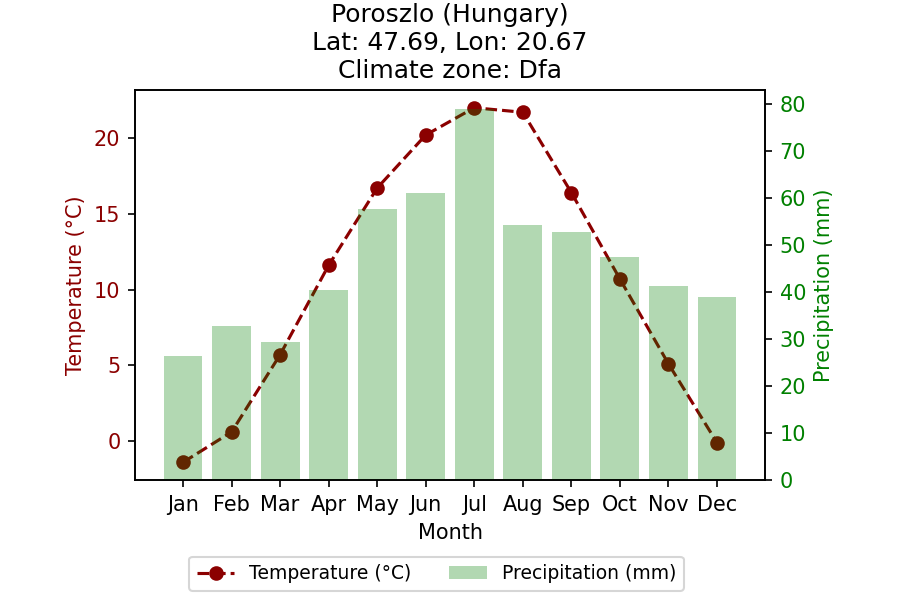 Poroszlo (Hungary)
Lat: 47.69, Lon: 20.67
Climate zone: Dfa
Temperature (°C)
20
15
10
5
0
80
70
60
50
40
30
20
10
0
Precipitation (mm)
Jan Feb Mar Apr May Jun Jul Aug Sep Oct Nov Dec
Month
Temperature (°C) Precipitation (mm)